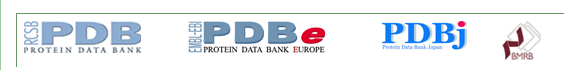 RCSB PDB
PROTEIN DATA BANK
EMBL-EBI PDBe
PROTEIN DATA BANK EUROPE
PDBj
Protein Data Bank Japan
BMRB